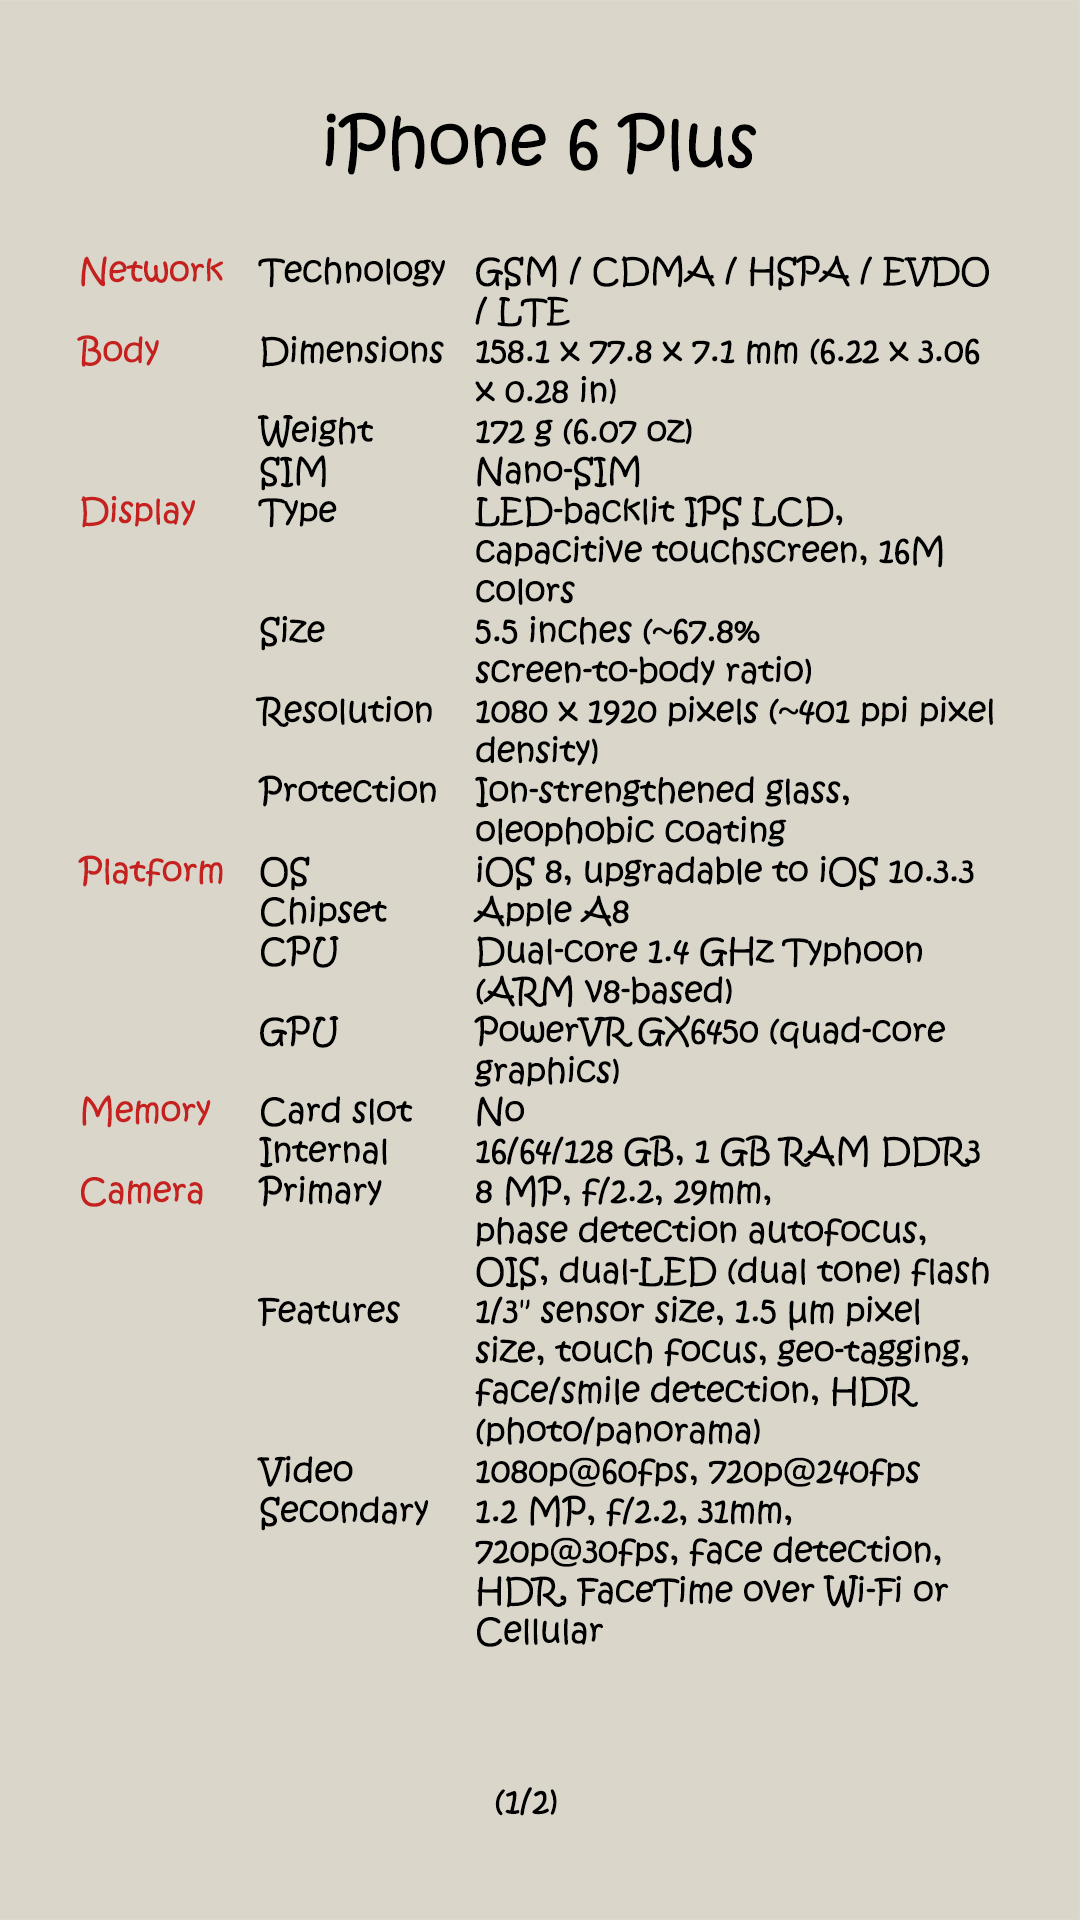 iPhone 6 Plus
Network Technology GSM / CDMA / HSPA / EVDO
/ LTE
Body Dimensions 158.1 x 77.8 x 7.1 mm (6.22 x 3.06
x 0.28 in)
Weight 172 g (6.07 oz)
SIM Nano-SIM
Display Type LED-backlit IPS LCD,
capacitive touchscreen, 16M
colors
Size 5.5 inches (~67.8%
screen-to-body ratio)
Resolution 1080 x 1920 pixels (~401 ppi pixel
density)
Protection Ion-strengthened glass,
oleophobic coating
Platform OS iOS 8, upgradable to iOS 10.3.3
Chipset Apple A8
CPU Dual-core 1.4 GHz Typhoon
(ARM v8-based)
GPU PowerVR GX6450 (quad-core
graphics)
Memory Card slot No
Internal 16/64/128 GB, 1 GB RAM DDR3
Camera Primary 8 MP, f/2.2, 29mm,
phase detection autofocus,
OIS, dual-LED (dual tone) flash
Features 1/3" sensor size, 1.5 µm pixel
size, touch focus, geo-tagging,
face/smile detection, HDR
(photo/panorama)
Video 1080p@60fps, 720p@240fps
Secondary 1.2 MP, f/2.2, 31mm,
720p@30fps, face detection,
HDR, FaceTime over Wi-Fi or
Cellular
(1/2)